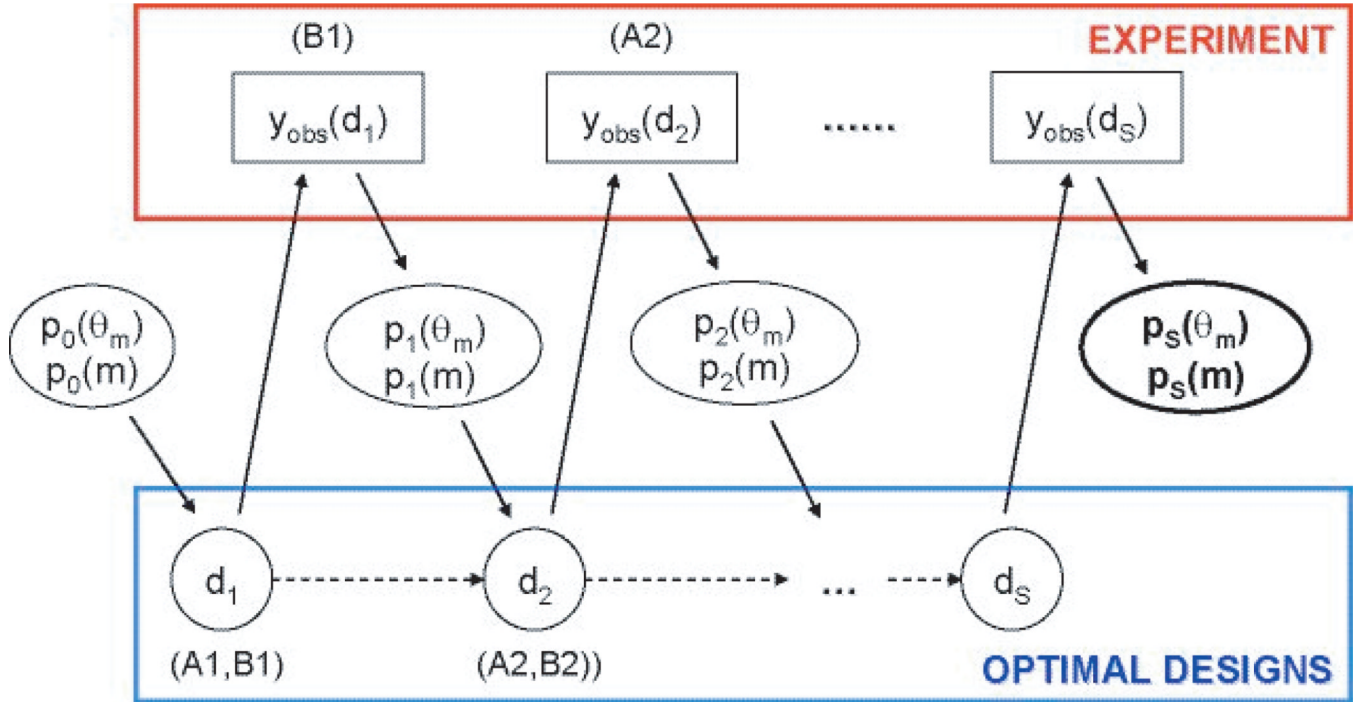 (B1)
(A2)
EXPERIMENT
y_obs(d_1)
y_obs(d_2)
......
y_obs(d_S)
p_0(θ_m)
p_0(m)
p_1(θ_m)
p_1(m)
p_2(θ_m)
p_2(m)
p_S(θ_m)
p_S(m)
d_1
d_2
...
d_S
(A1,B1)
(A2,B2))
OPTIMAL DESIGNS